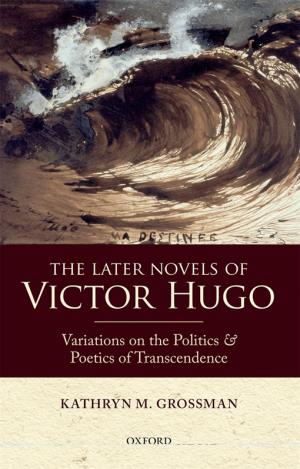 MA DESTINEE
THE LATER NOVELS OF
VICTOR HUGO
Variations on the Politics &
Poetics of Transcendence
KATHRYN M. GROSSMAN
OXFORD